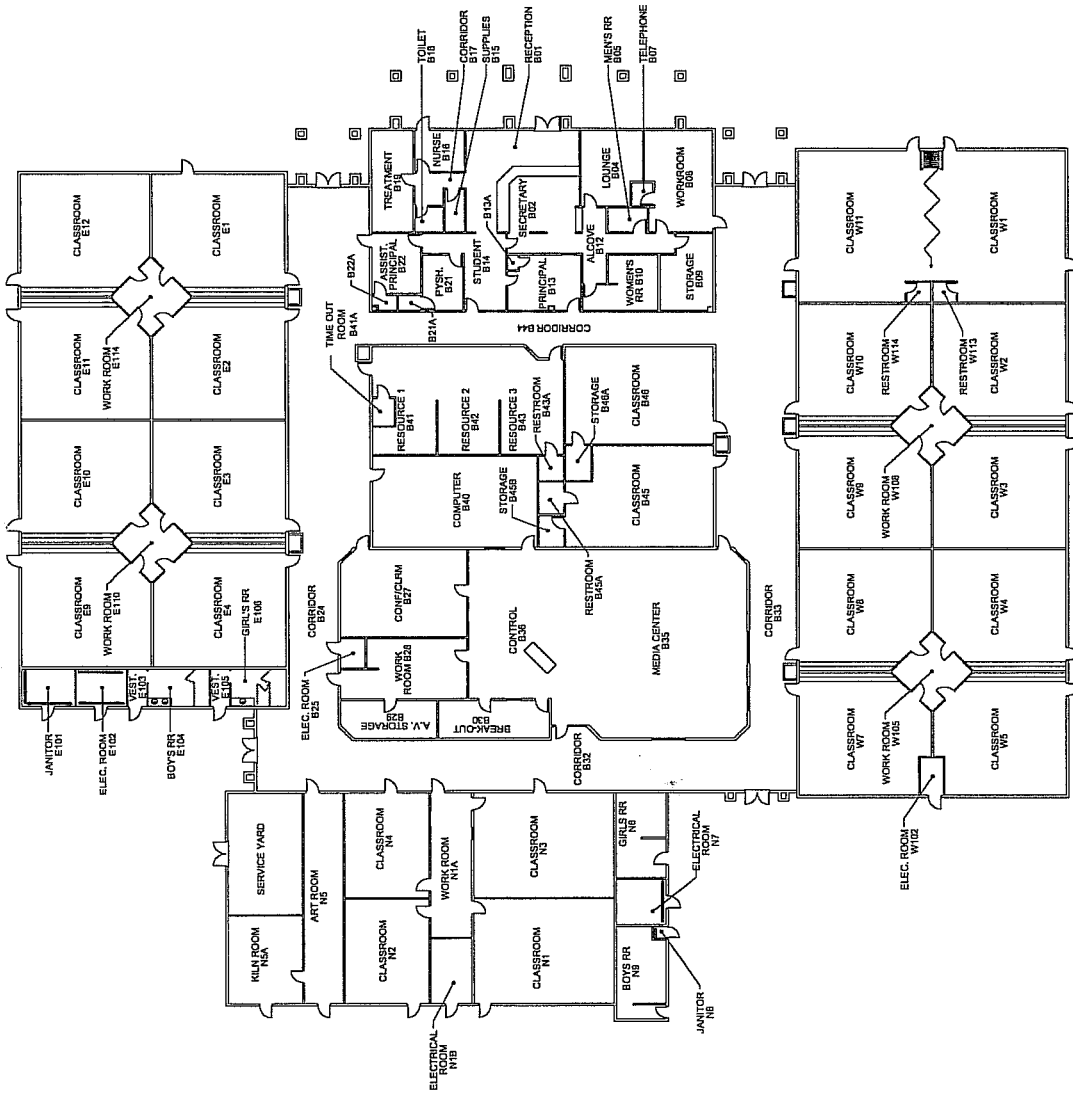 CLASSROOM
E12
CLASSROOM
E1
WORK ROOM
E114
CLASSROOM
E11
CLASSROOM
E2
CLASSROOM
E10
CLASSROOM
E3
WORK ROOM
E110
CLASSROOM
E9
CLASSROOM
E4
GIRL'S RR
E106
VEST.
E103
VEST.
E105
JANITOR
E101
ELEC. ROOM
E102
BOY'S RR
E104
TOILET
B18
CORRIDOR
B17
SUPPLIES
B15
RECEPTION
B01
MEN'S RR
B05
TELEPHONE
B07
TREATMENT
B19
NURSE
B16
LOUNGE
B04
WORKROOM
B08
SECRETARY
B02
B13A
ALCOVE
B12
ASSIST.
PRINCIPAL
B22
B22A
PYSH.
B21
B21A
STUDENT
B14
PRINCIPAL
B13
WOMEN'S
RR B10
STORAGE
B09
CORRIDOR B44
TIME OUT
ROOM
B41A
RESOURCE 1
B41
RESOURCE 2
B42
RESOURCE 3
B43
RESTROOM
B43A
STORAGE
B46A
CLASSROOM
B46
COMPUTER
B40
STORAGE
B45B
CLASSROOM
B45
RESTROOM
B45A
CORRIDOR
B24
CONF/CLRM
B27
WORK
ROOM B28
ELEC. ROOM
B25
A.V. STORAGE
B29
BREAK-OUT
B30
CONTROL
B36
MEDIA CENTER
B35
CORRIDOR
B32
CORRIDOR
B33
CLASSROOM
W11
CLASSROOM
W1
CLASSROOM
W10
RESTROOM
W114
RESTROOM
W113
CLASSROOM
W2
WORK ROOM
W108
CLASSROOM
W9
CLASSROOM
W3
CLASSROOM
W8
CLASSROOM
W4
WORK ROOM
W105
CLASSROOM
W7
CLASSROOM
W5
ELEC. ROOM
W102
SERVICE YARD
KILN ROOM
N5A
ART ROOM
N5
CLASSROOM
N4
CLASSROOM
N2
WORK ROOM
N1A
ELECTRICAL
ROOM
N1B
CLASSROOM
N3
CLASSROOM
N1
GIRLS RR
N6
ELECTRICAL
ROOM
N7
BOYS RR
N9
JANITOR
N8